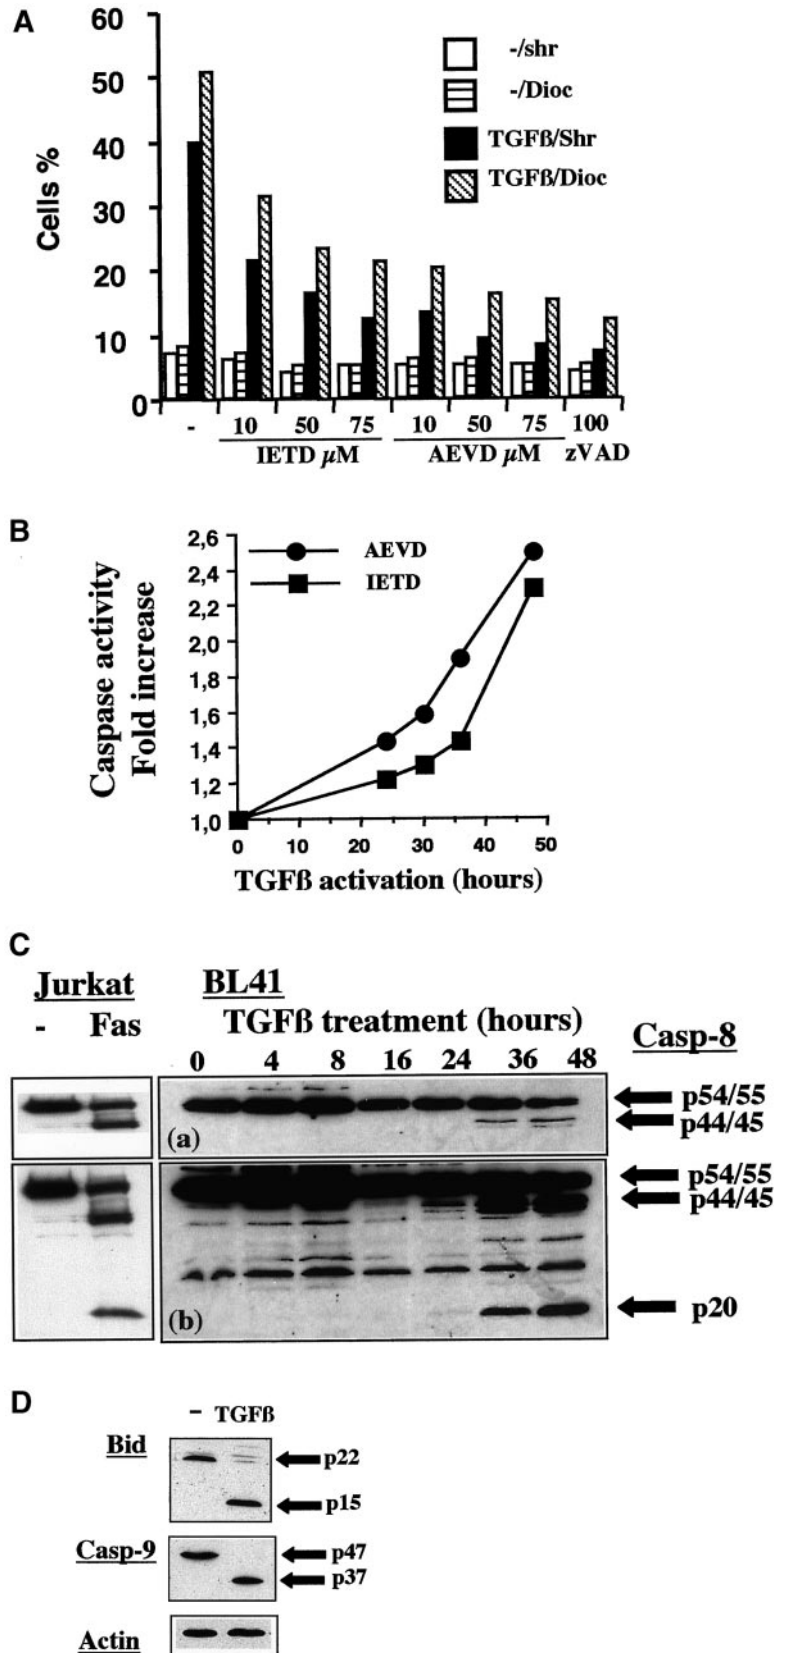 A
60
50
40
30
20
10
0
Cells %
-/shr
-/Dioc
TGFß/Shr
TGFß/Dioc
- 10 50 75 10 50 75 100
IETD µM AEVD µM zVAD
B
2,6
2,4
2,2
2,0
1,8
1,6
1,4
1,2
1,0
Caspase activity
Fold increase
AEVD
IETD
0 10 20 30 40 50
TGFß activation (hours)
C
Jurkat BL41
- Fas TGFß treatment (hours) Casp-8
0 4 8 16 24 36 48
p54/55
p44/45
(a)
p54/55
p44/45
p20
(b)
D
- TGFß
Bid
p22
p15
Casp-9
p47
p37
Actin